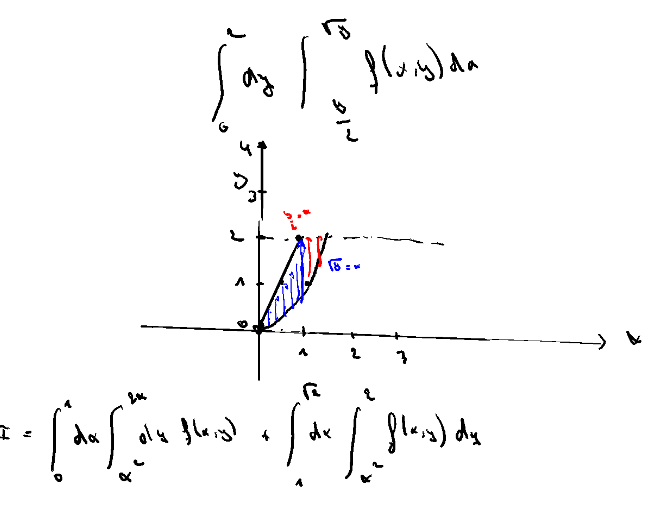 ∫₀² dy ∫_{y/2}^{√y} f(x,y) dx
4
y
3
y/2 = x
2
√y = x
1
0
1 2 3
x
I = ∫₀¹ dx ∫_{x²}^{2x} dy f(x,y) + ∫₁^{√2} dx ∫_{x²}^{2} f(x,y) dy